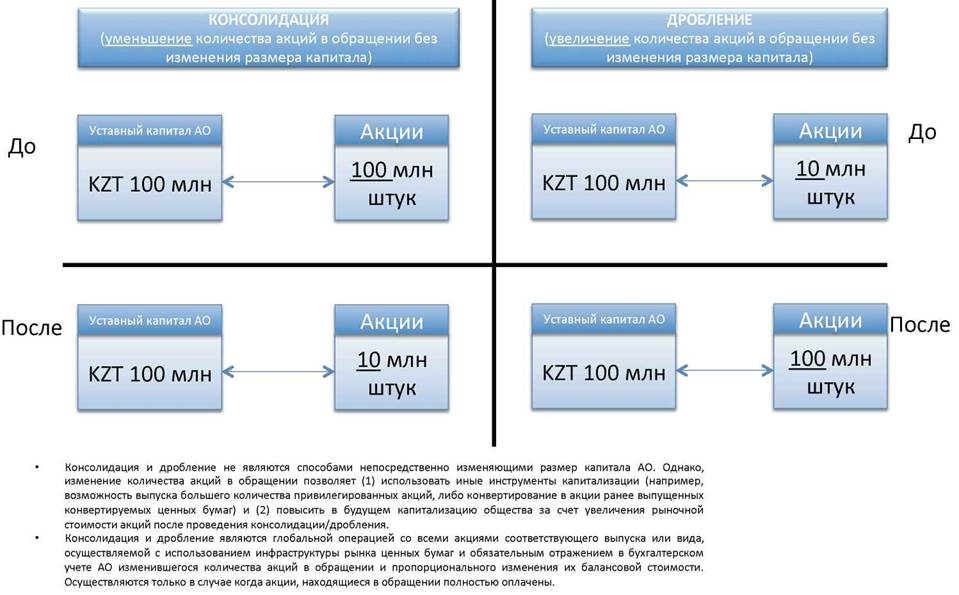 КОНСОЛИДАЦИЯ
(уменьшение количества акций в обращении без
изменения размера капитала)
ДРОБЛЕНИЕ
(увеличение количества акций в обращении без
изменения размера капитала)
До
Уставный капитал АО
KZT 100 млн
Акции
100 млн
штук
Уставный капитал АО
KZT 100 млн
Акции
10 млн
штук
До
После
Уставный капитал АО
KZT 100 млн
Акции
10 млн
штук
Уставный капитал АО
KZT 100 млн
Акции
100 млн
штук
После
• Консолидация и дробление не являются способами непосредственно изменяющими размер капитала АО. Однако,
изменение количества акций в обращении позволяет (1) использовать иные инструменты капитализации (например,
возможность выпуска большего количества привилегированных акций, либо конвертирование в акции ранее выпущенных
конвертируемых ценных бумаг) и (2) повысить в будущем капитализацию общества за счет увеличения рыночной
стоимости акций после проведения консолидации/дробления.
• Консолидация и дробление являются глобальной операцией со всеми акциями соответствующего выпуска или вида,
осуществляемой с использованием инфраструктуры рынка ценных бумаг и обязательным отражением в бухгалтерском
учете АО изменившегося количества акций в обращении и пропорционального изменения их балансовой стоимости.
Осуществляются только в случае когда акции, находящиеся в обращении полностью оплачены.